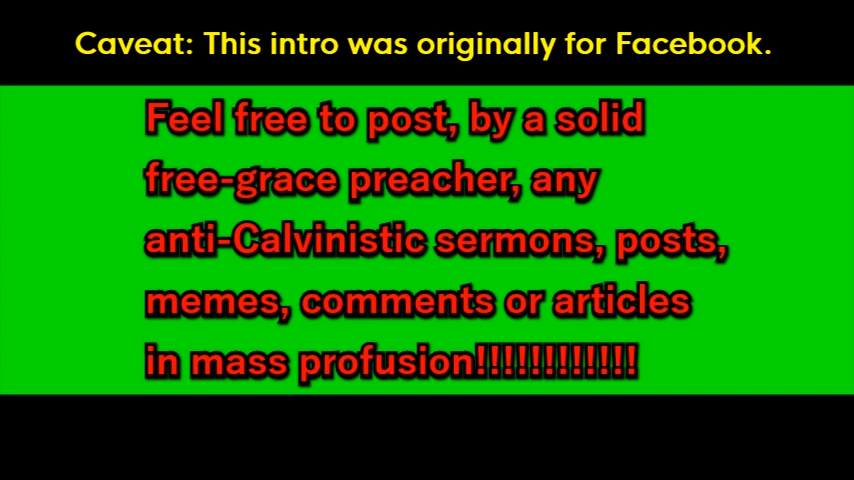 Caveat: This intro was originally for Facebook.
Feel free to post, by a solid
free-grace preacher, any
anti-Calvinistic sermons, posts,
memes, comments or articles
in mass profusion!!!!!!!!!!!!